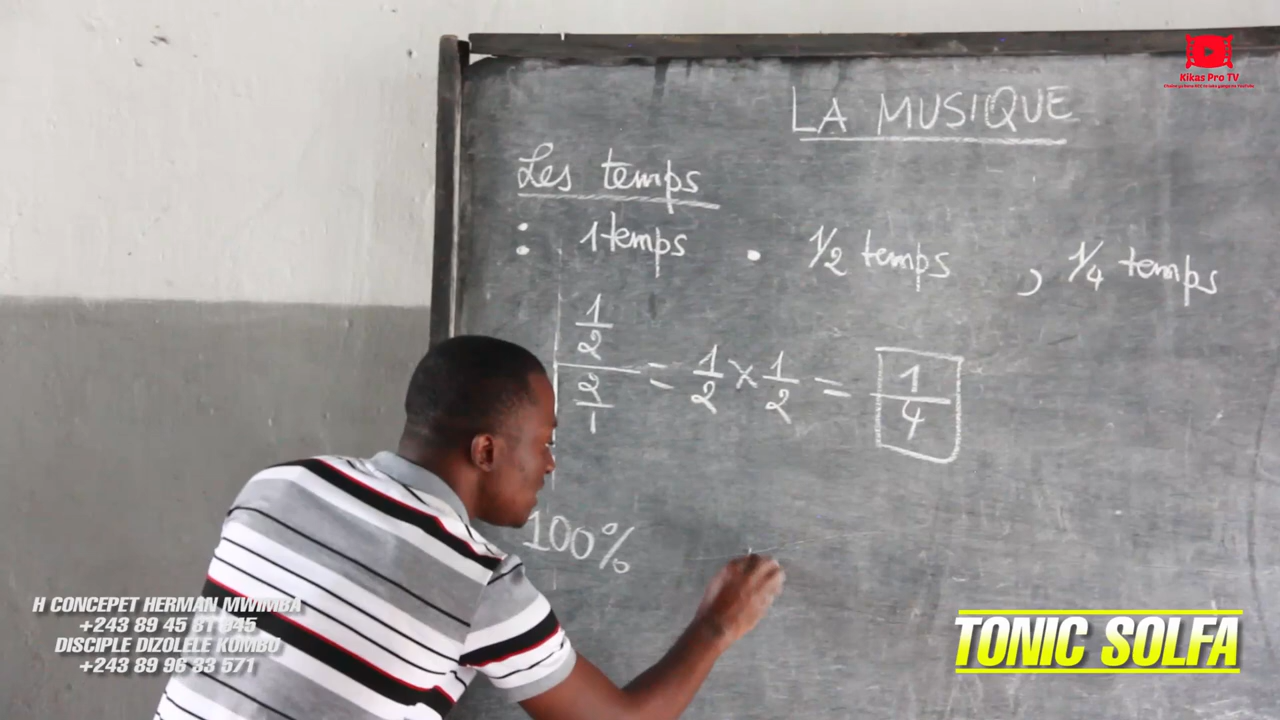 Kikas Pro TV
LA MUSIQUE
Les temps
: 1 temps . 1/2 temps , 1/4 temps
1/2 / 2/1 = 1/2 × 1/2 = 1/4
100%
H CONCEPET HERMAN MWIMBA
+243 89 45 81 945
DISCIPLE DIZOLELE KOMBO
+243 89 96 33 571
TONIC SOLFA